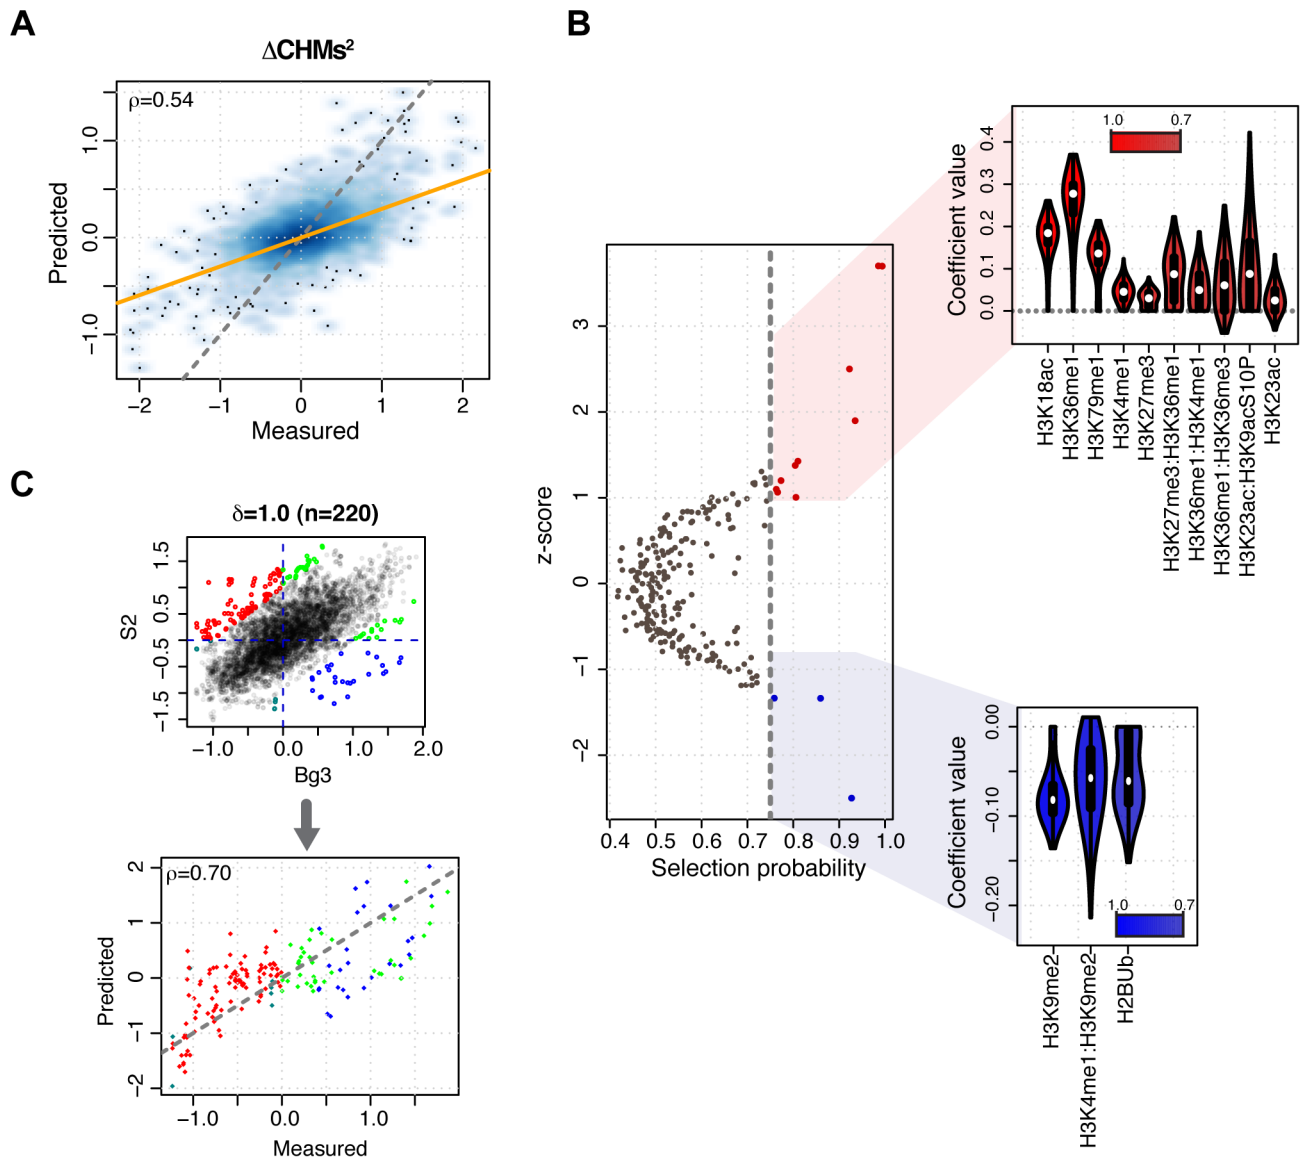 A
ΔCHMs²
ρ=0.54
Predicted
1.0
0.0
−1.0
−2
−1
0
1
2
Measured
B
z-score
3
2
1
0
−1
−2
0.4
0.5
0.6
0.7
0.8
0.9
1.0
Selection probability
Coefficient value
0.4
0.3
0.2
0.1
0.0
1.0
0.7
H3K18ac
H3K36me1
H3K79me1
H3K4me1
H3K27me3
H3K27me3:H3K36me1
H3K36me1:H3K4me1
H3K36me1:H3K36me3
H3K23ac:H3K9acS10P
H3K23ac
Coefficient value
0.00
−0.10
−0.20
1.0
0.7
H3K9me2
H3K4me1:H3K9me2
H2BUb
C
δ=1.0 (n=220)
S2
1.5
0.5
−0.5
−1.5
−1.0
0.0
1.0
2.0
Bg3
ρ=0.70
Predicted
2
1
0
−1
−2
−1.0
0.0
1.0
Measured